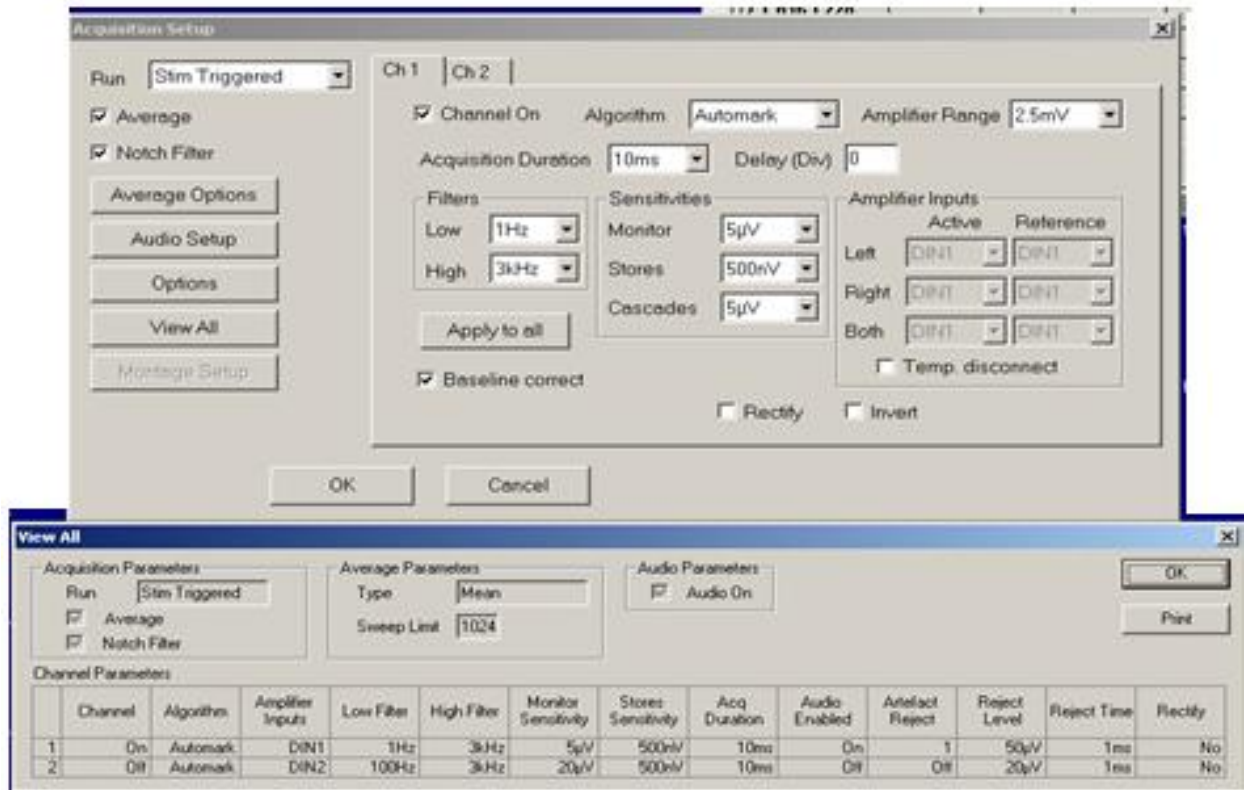 Acquisition Setup
Run Stim Triggered
Average
Notch Filter
Average Options
Audio Setup
Options
View All
Montage Setup
Ch 1 Ch 2
Channel On Algorithm Automark Amplifier Range 2.5mV
Acquisition Duration 10ms Delay (Div) 0
Filters
Low 1Hz
High 3kHz
Apply to all
Baseline correct
Sensitivities
Monitor 5µV
Stores 500nV
Cascades 5µV
Amplifier Inputs
Active Reference
Left DIN1 DIN1
Right DIN1 DIN1
Both DIN1 DIN1
Temp. disconnect
Rectify Invert
OK Cancel
View All
Acquisition Parameters
Run Stim Triggered
Average
Notch Filter
Average Parameters
Type Mean
Sweep Limit 1024
Audio Parameters
Audio On
OK
Print
Channel Parameters
Channel Algorithm Amplifier Inputs Low Filter High Filter Monitor Sensitivity Stores Sensitivity Acq Duration Audio Enabled Artefact Reject Reject Level Reject Time Rectify
1 On Automark DIN1 1Hz 3kHz 5µV 500nV 10ms On 1 50µV 1ms No
2 Off Automark DIN2 100Hz 3kHz 20µV 500nV 10ms Off Off 20µV 1ms No